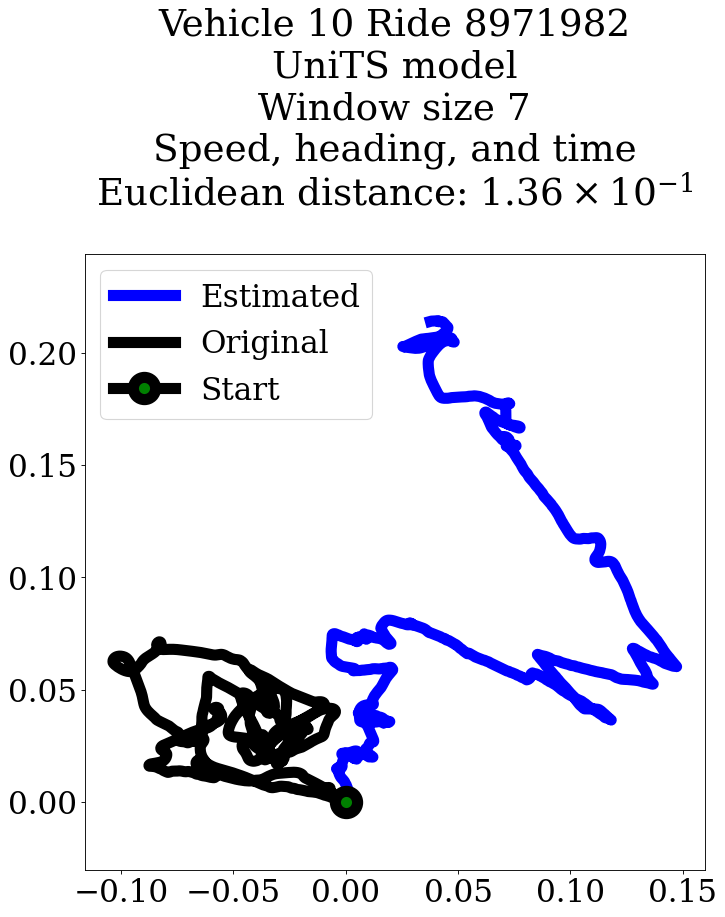 Vehicle 10 Ride 8971982
UniTS model
Window size 7
Speed, heading, and time
Euclidean distance: 1.36 × 10⁻¹
Estimated
Original
Start
0.20
0.15
0.10
0.05
0.00
−0.10 −0.05 0.00 0.05 0.10 0.15